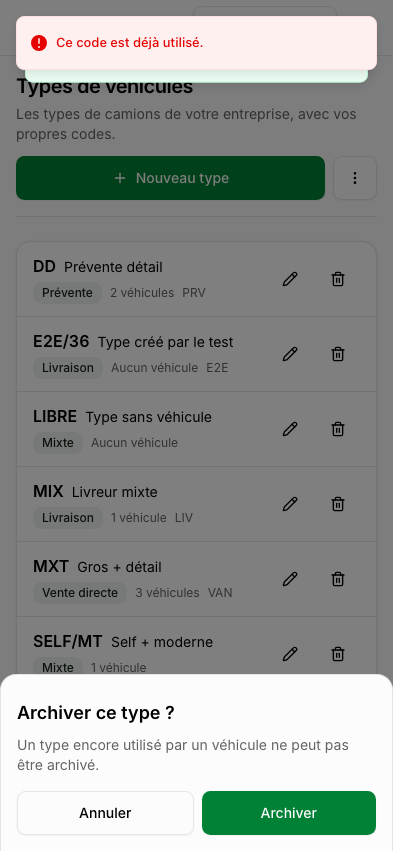 Ce code est déjà utilisé.
Types de véhicules
Les types de camions de votre entreprise, avec vos
propres codes.
Nouveau type
DD Prévente détail
Prévente 2 véhicules PRV
E2E/36 Type créé par le test
Livraison Aucun véhicule E2E
LIBRE Type sans véhicule
Mixte Aucun véhicule
MIX Livreur mixte
Livraison 1 véhicule LIV
MXT Gros + détail
Vente directe 3 véhicules VAN
SELF/MT Self + moderne
Mixte 1 véhicule
Archiver ce type ?
Un type encore utilisé par un véhicule ne peut pas
être archivé.
Annuler
Archiver